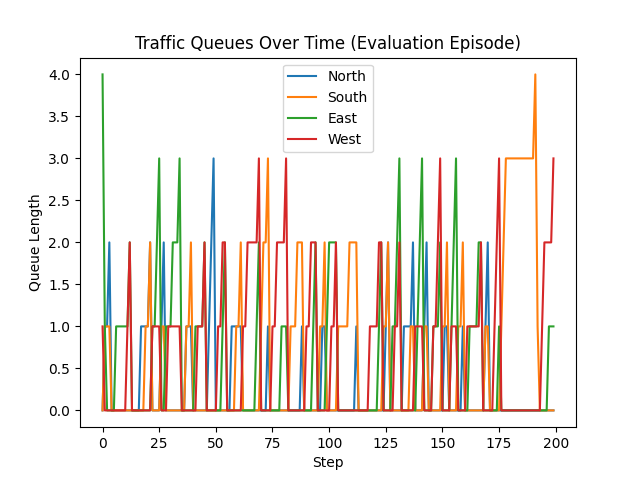 Traffic Queues Over Time (Evaluation Episode)
North
South
East
West
4.0
3.5
3.0
2.5
2.0
1.5
1.0
0.5
0.0
Queue Length
0 25 50 75 100 125 150 175 200
Step